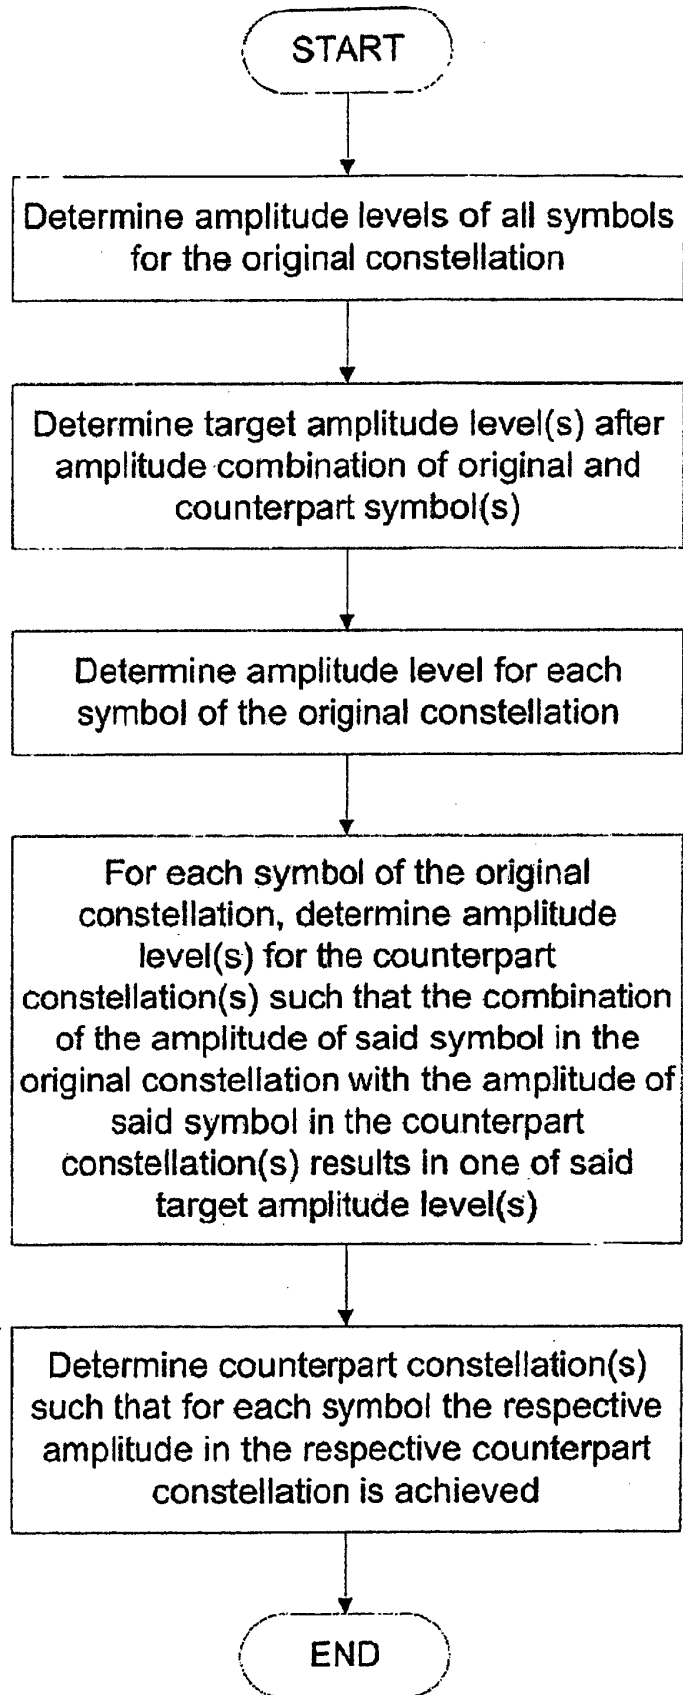 START
Determine amplitude levels of all symbols
for the original constellation
Determine target amplitude level(s) after
amplitude combination of original and
counterpart symbol(s)
Determine amplitude level for each
symbol of the original constellation
For each symbol of the original
constellation, determine amplitude
level(s) for the counterpart
constellation(s) such that the combination
of the amplitude of said symbol in the
original constellation with the amplitude of
said symbol in the counterpart
constellation(s) results in one of said
target amplitude level(s)
Determine counterpart constellation(s)
such that for each symbol the respective
amplitude in the respective counterpart
constellation is achieved
END